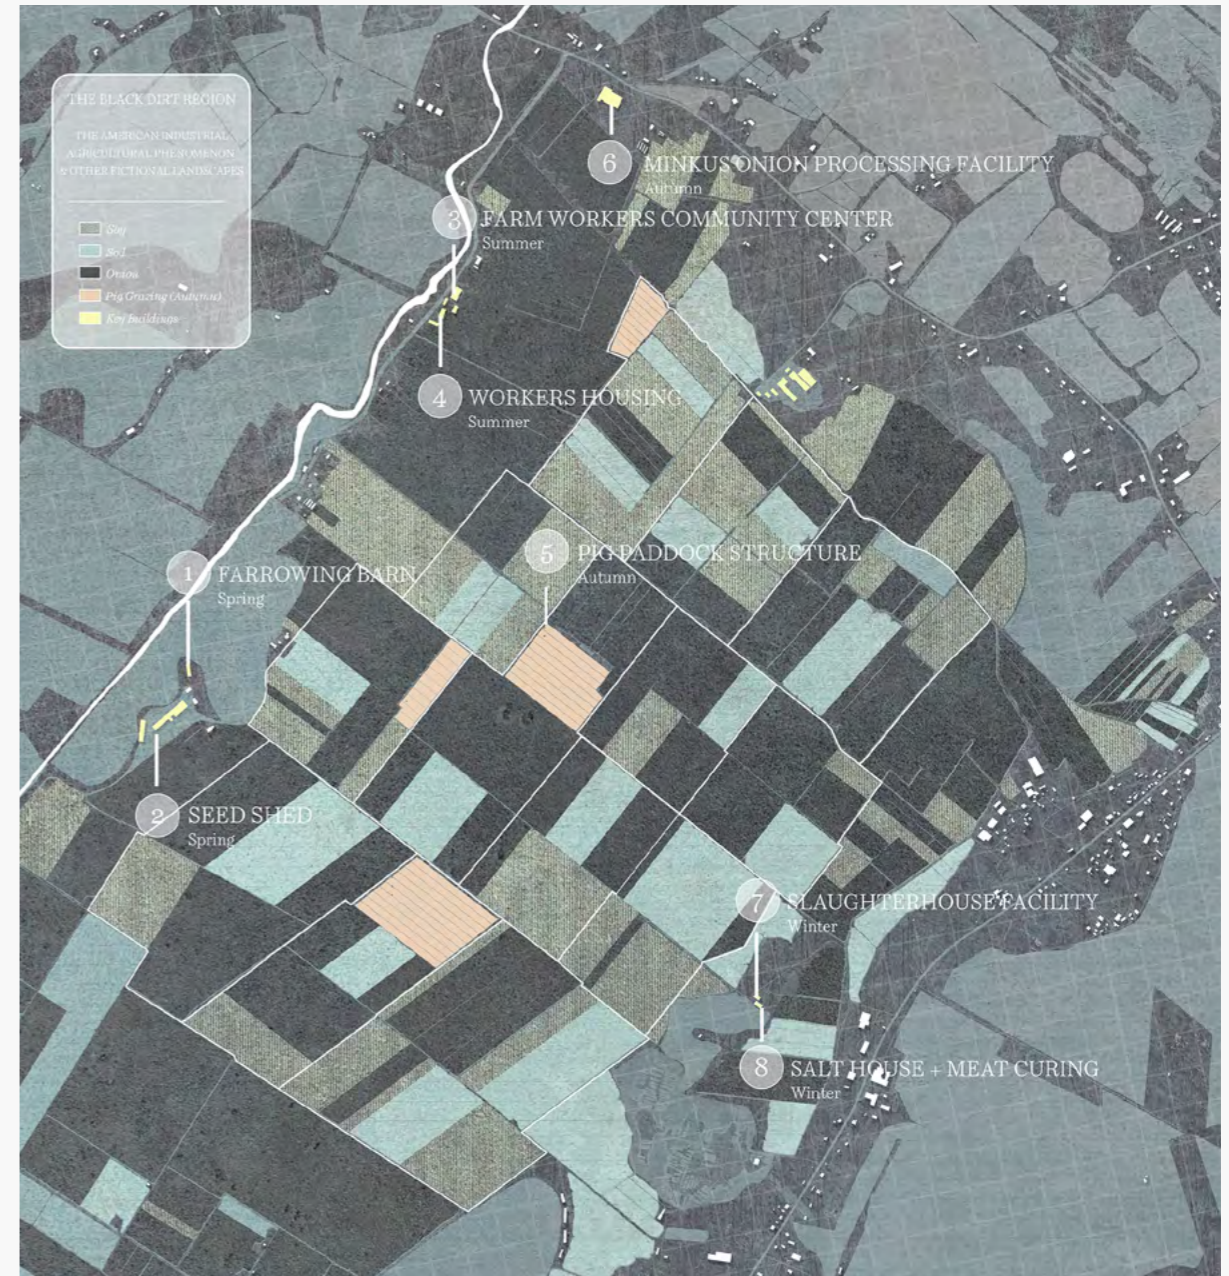 THE BLACK DIRT REGION
THE AMERICAN INDUSTRIAL,
AGRICULTURAL PHENOMENON
& OTHER FICTIONAL LANDSCAPES
Soy
Sod
Onion
Pig Grazing (Autumn)
Key Buildings
6 MINKUS ONION PROCESSING FACILITY
Autumn
3 FARM WORKERS COMMUNITY CENTER
Summer
4 WORKERS HOUSING
Summer
5 PIG PADDOCK STRUCTURE
Autumn
1 FARROWING BARN
Spring
2 SEED SHED
Spring
7 SLAUGHTERHOUSE FACILITY
Winter
8 SALT HOUSE + MEAT CURING
Winter